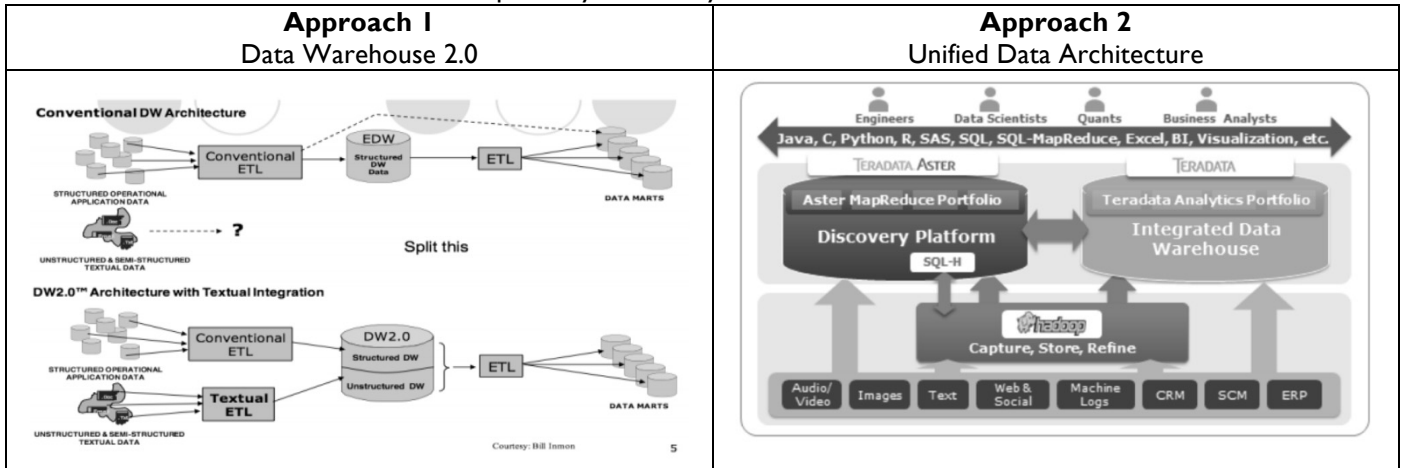 Approach 1
Data Warehouse 2.0
Approach 2
Unified Data Architecture
Conventional DW Architecture
Conventional
ETL
EDW
Structured
DW
Data
ETL
STRUCTURED OPERATIONAL
APPLICATION DATA
DATA MARTS
?
UNSTRUCTURED & SEMI-STRUCTURED
TEXTUAL DATA
Split this
DW2.0™ Architecture with Textual Integration
Conventional
ETL
DW2.0
Structured DW
Unstructured DW
ETL
STRUCTURED OPERATIONAL
APPLICATION DATA
Textual
ETL
DATA MARTS
UNSTRUCTURED & SEMI-STRUCTURED
TEXTUAL DATA
Courtesy: Bill Inmon
5
Engineers
Data Scientists
Quants
Business Analysts
Java, C, Python, R, SAS, SQL, SQL-MapReduce, Excel, BI, Visualization, etc.
TERADATA ASTER
TERADATA
Aster MapReduce Portfolio
Teradata Analytics Portfolio
Discovery Platform
Integrated Data
Warehouse
SQL-H
hadoop
Capture, Store, Refine
Audio/
Video
Images
Text
Web &
Social
Machine
Logs
CRM
SCM
ERP